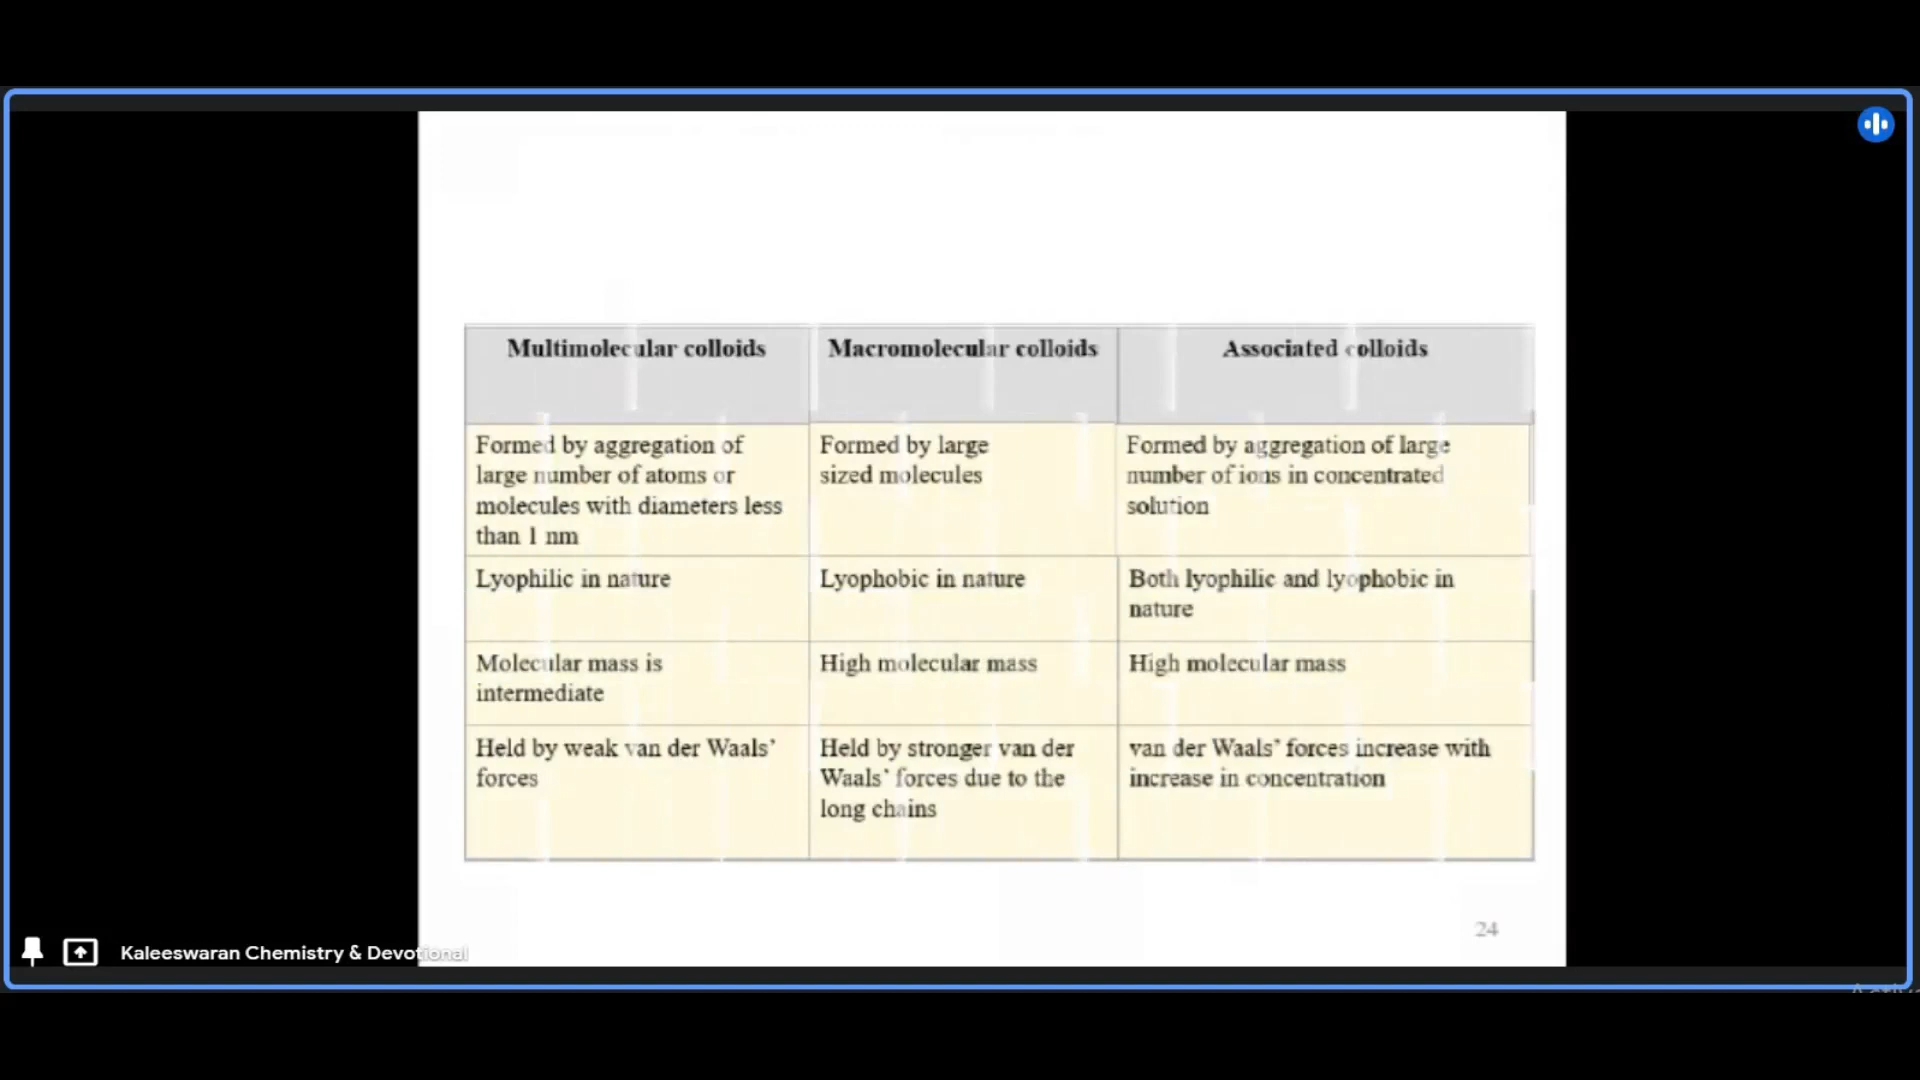 Multimolecular colloids
Macromolecular colloids
Associated colloids
Formed by aggregation of
large number of atoms or
molecules with diameters less
than 1 nm
Formed by large
sized molecules
Formed by aggregation of large
number of ions in concentrated
solution
Lyophilic in nature
Lyophobic in nature
Both lyophilic and lyophobic in
nature
Molecular mass is
intermediate
High molecular mass
High molecular mass
Held by weak van der Waals’
forces
Held by stronger van der
Waals’ forces due to the
long chains
van der Waals’ forces increase with
increase in concentration
24
Kaleeswaran Chemistry & Devotional